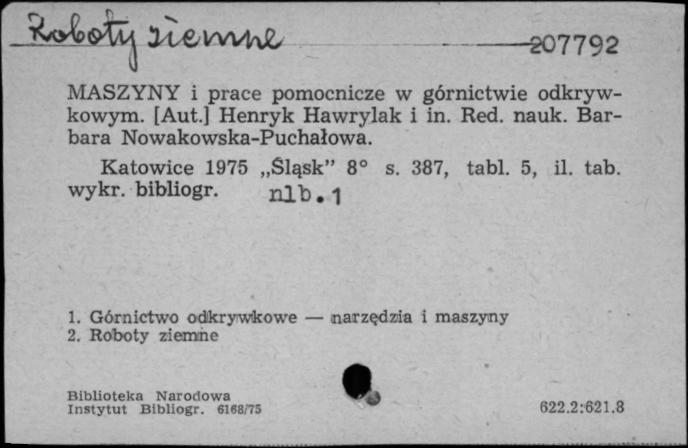 Roboty ziemne
207792
MASZYNY i prace pomocnicze w górnictwie odkryw-
kowym. [Aut.] Henryk Hawrylak i in. Red. nauk. Bar-
bara Nowakowska-Puchałowa.
Katowice 1975 „Śląsk” 8° s. 387, tabl. 5, il. tab.
wykr. bibliogr. nlb.1
1. Górnictwo odkrywkowe — narzędzia i maszyny
2. Roboty ziemne
Biblioteka Narodowa
Instytut Bibliogr. 6168/75
622.2:621.8